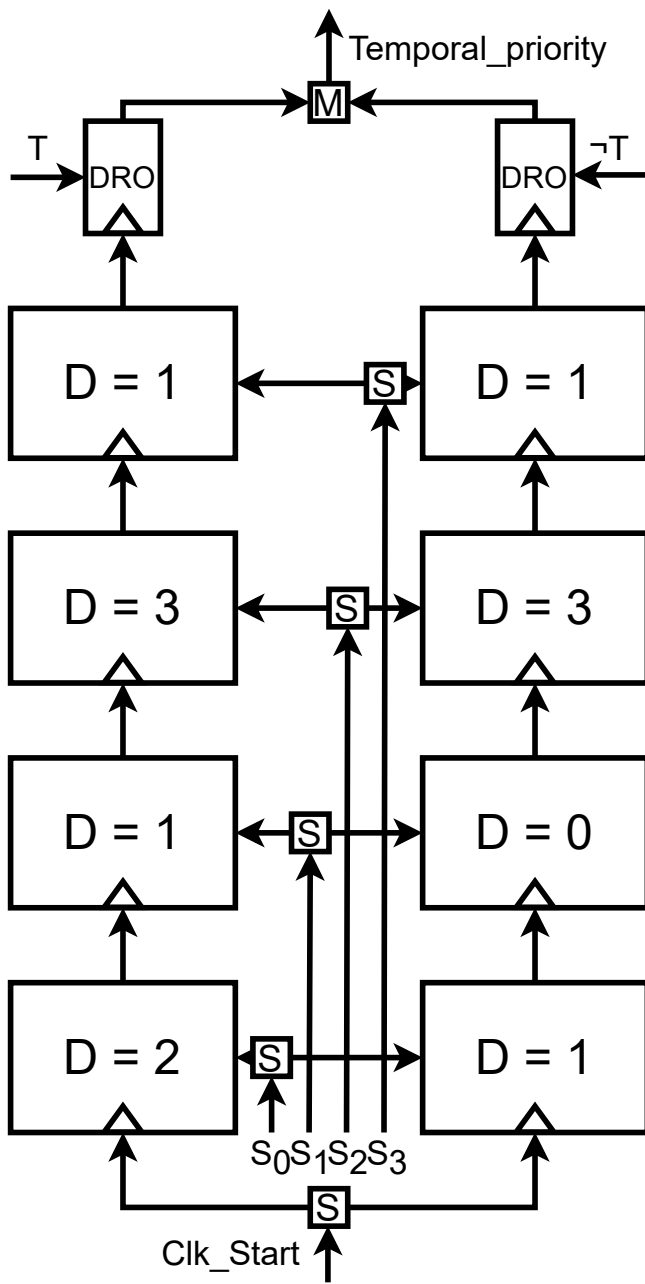 Temporal_priority
M
T
¬T
DRO
DRO
D = 1
S
D = 1
D = 3
S
D = 3
D = 1
S
D = 0
D = 2
S
D = 1
S₀S₁S₂S₃
S
Clk_Start